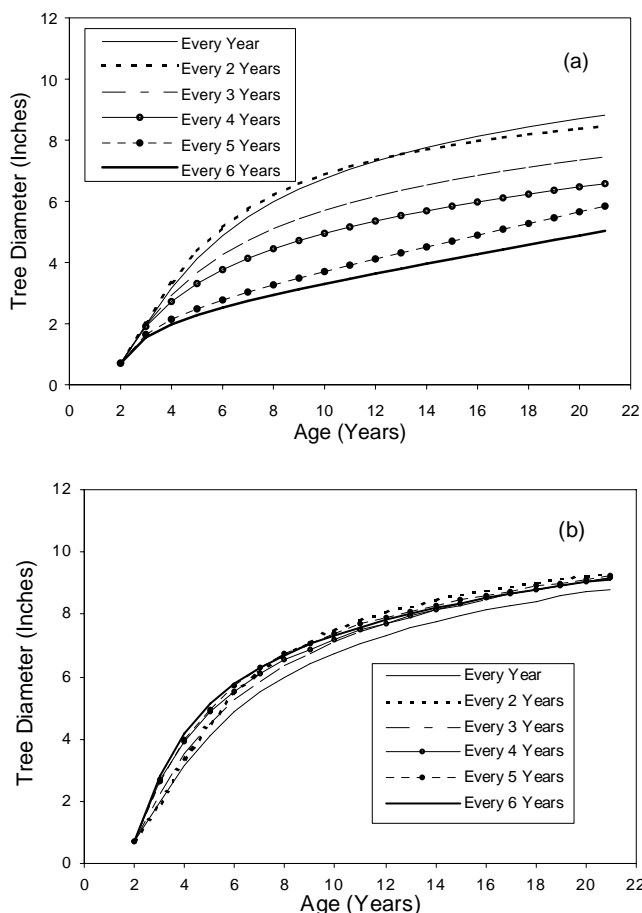 12
10
8
6
4
2
0
Tree Diameter (Inches)
Every Year
Every 2 Years
Every 3 Years
Every 4 Years
Every 5 Years
Every 6 Years
(a)
0 2 4 6 8 10 12 14 16 18 20 22
Age (Years)
12
10
8
6
4
2
0
Tree Diameter (Inches)
(b)
Every Year
Every 2 Years
Every 3 Years
Every 4 Years
Every 5 Years
Every 6 Years
0 2 4 6 8 10 12 14 16 18 20 22
Age (Years)